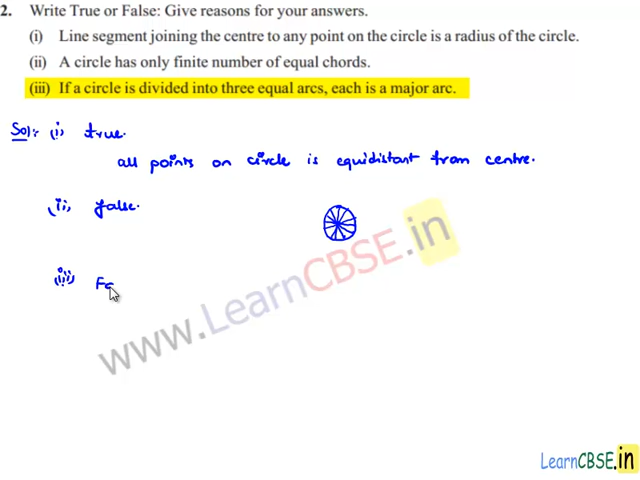 2. Write True or False: Give reasons for your answers.
(i) Line segment joining the centre to any point on the circle is a radius of the circle.
(ii) A circle has only finite number of equal chords.
(iii) If a circle is divided into three equal arcs, each is a major arc.
Sol: (i) true.
all points on circle is equidistant from centre.
(ii) false.
(iii) Fa
www.LearnCBSE.in
LearnCBSE.in